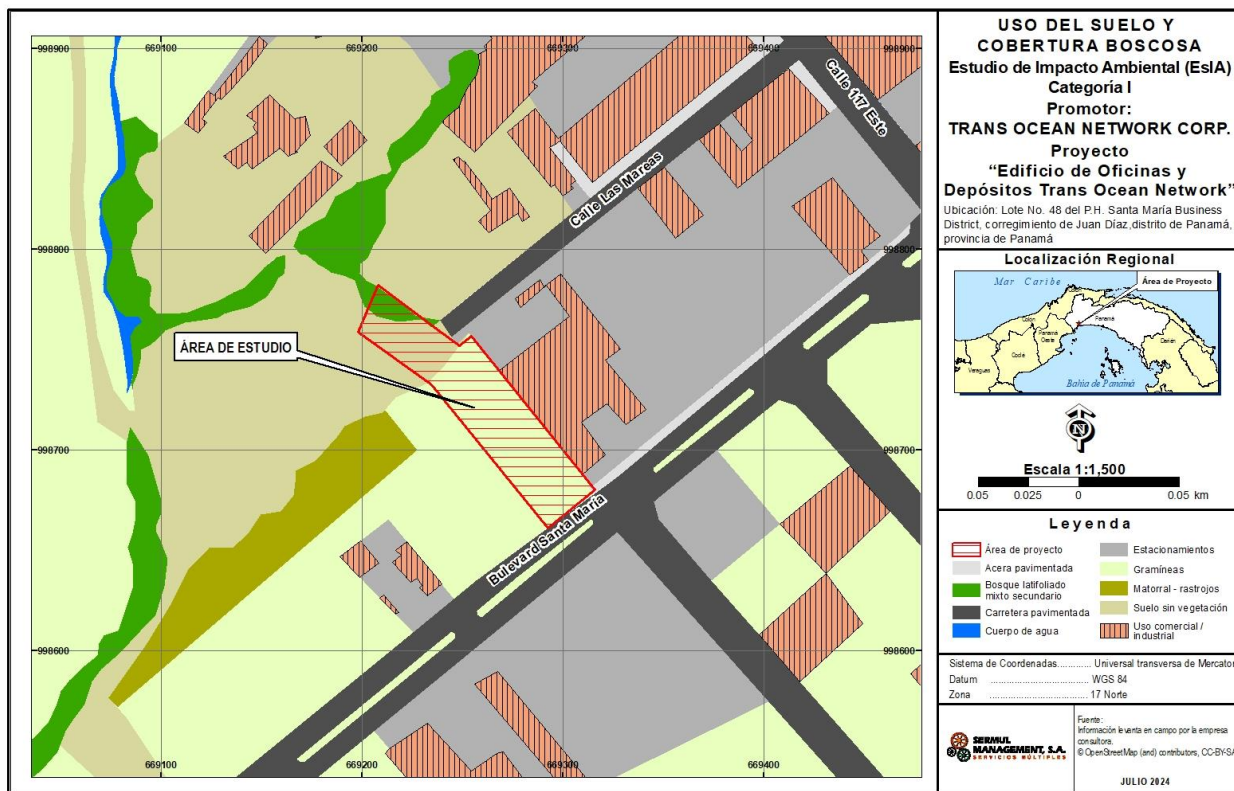 998900
669100
669200
669300
669400
998900
Calle 117 Este
Calle Las Mareas
998800
998800
ÁREA DE ESTUDIO
998700
998700
Bulevard Santa María
998600
998600
669100
669200
669300
669400
USO DEL SUELO Y
COBERTURA BOSCOSA
Estudio de Impacto Ambiental (EsIA)
Categoría I
Promotor:
TRANS OCEAN NETWORK CORP.
Proyecto
“Edificio de Oficinas y
Depósitos Trans Ocean Network”
Ubicación: Lote No. 48 del P.H. Santa María Business
District, corregimiento de Juan Díaz,distrito de Panamá,
provincia de Panamá
Localización Regional
Mar Caribe
Área de Proyecto
Colón
Panamá
Panamá
Oeste
Darién
Coclé
Veraguas
Bahía de Panamá
N
Escala 1:1,500
0.05 0.025 0 0.05 km
Leyenda
Área de proyecto
Acera pavimentada
Bosque latifoliado
mixto secundario
Carretera pavimentada
Cuerpo de agua
Estacionamientos
Gramíneas
Matorral - rastrojos
Suelo sin vegetación
Uso comercial /
industrial
Sistema de Coordenadas............ Universal transversa de Mercator
Datum .................................... WGS 84
Zona .................................... 17 Norte
SERMUL
MANAGEMENT, S.A.
SERVICIOS MÚLTIPLES
Fuente:
Información levanta en campo por la empresa
consultora.
© OpenStreetMap (and) contributors, CC-BY-SA
JULIO 2024